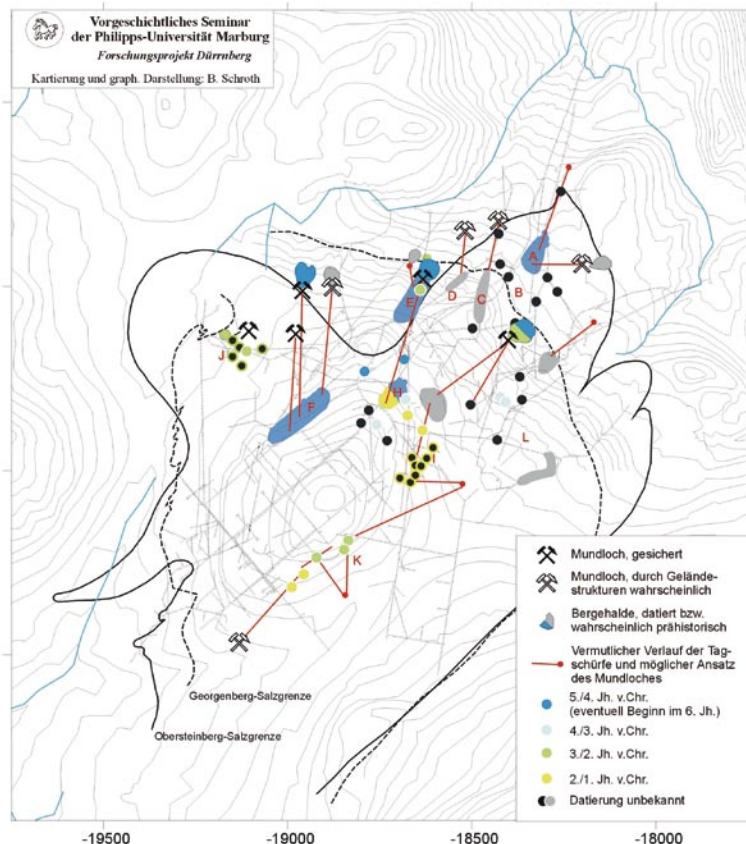 Vorgeschichtliches Seminar
der Philipps-Universität Marburg
Forschungsprojekt Dürrnberg
Kartierung und graph. Darstellung: B. Schroth
A
B
C
D
E
F
H
I
J
K
L
Georgenberg-Salzgrenze
Obersteinberg-Salzgrenze
Mundloch, gesichert
Mundloch, durch Gelände-
strukturen wahrscheinlich
Bergehalde, datiert bzw.
wahrscheinlich prähistorisch
Vermutlicher Verlauf der Tag-
schürfe und möglicher Ansatz
des Mundloches
5./4. Jh. v.Chr.
(eventuell Beginn im 6. Jh.)
4./3. Jh. v.Chr.
3./2. Jh. v.Chr.
2./1. Jh. v.Chr.
Datierung unbekannt
-19500 -19000 -18500 -18000